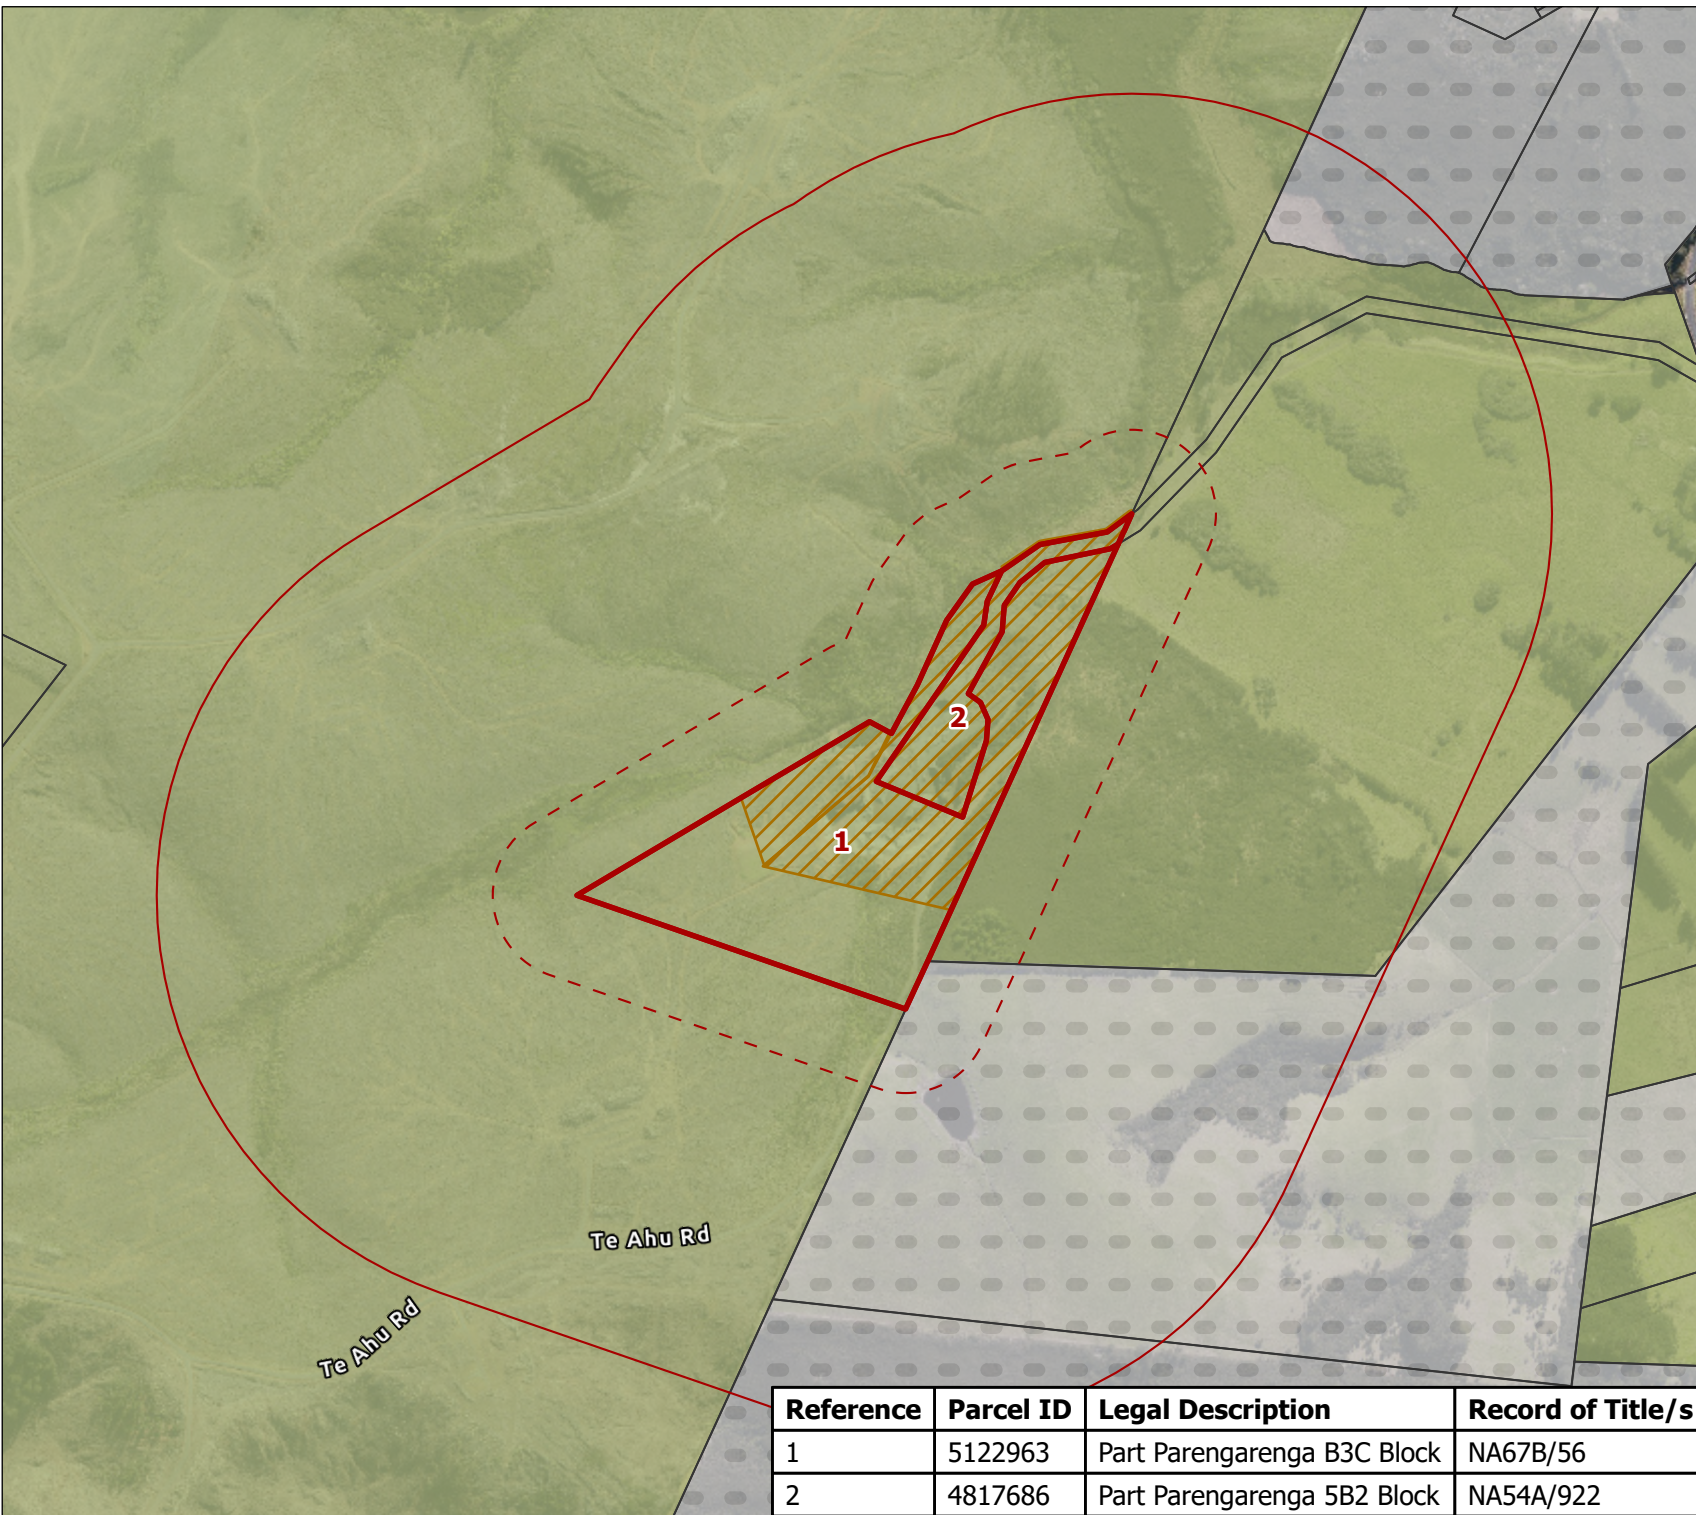 2
1
Te Ahu Rd
Te Ahu Rd
Reference Parcel ID Legal Description Record of Title/s
1 5122963 Part Parengarenga B3C Block NA67B/56
2 4817686 Part Parengarenga 5B2 Block NA54A/922